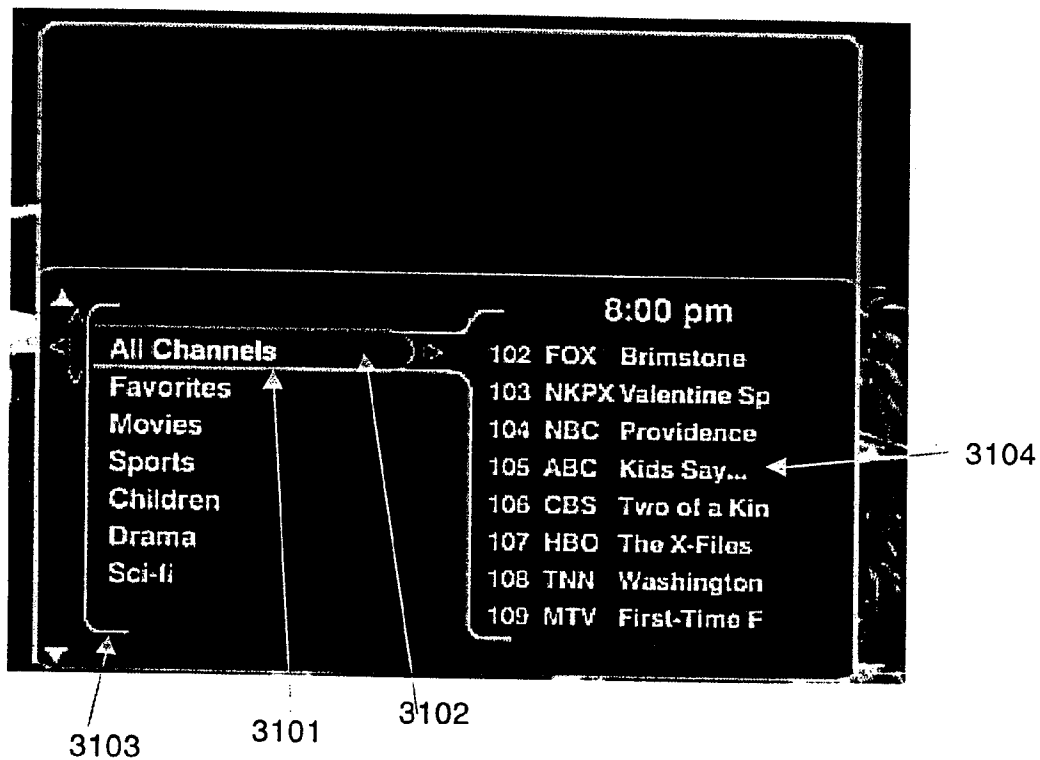 8:00 pm
All Channels
Favorites
Movies
Sports
Children
Drama
Sci-fi
102 FOX Brimstone
103 NKPX Valentine Sp
104 NBC Providence
105 ABC Kids Say...
106 CBS Two of a Kin
107 HBO The X-Files
108 TNN Washington
109 MTV First-Time F
3104
3103
3101
3102